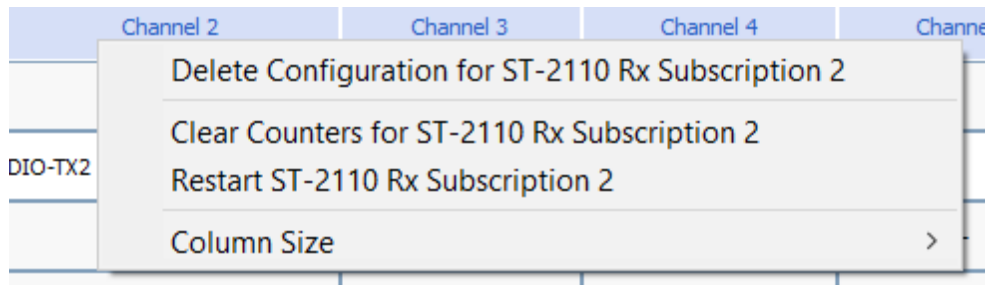 Channel 2 Channel 3 Channel 4
Delete Configuration for ST-2110 Rx Subscription 2
Clear Counters for ST-2110 Rx Subscription 2
DIO-TX2
Restart ST-2110 Rx Subscription 2
Column Size